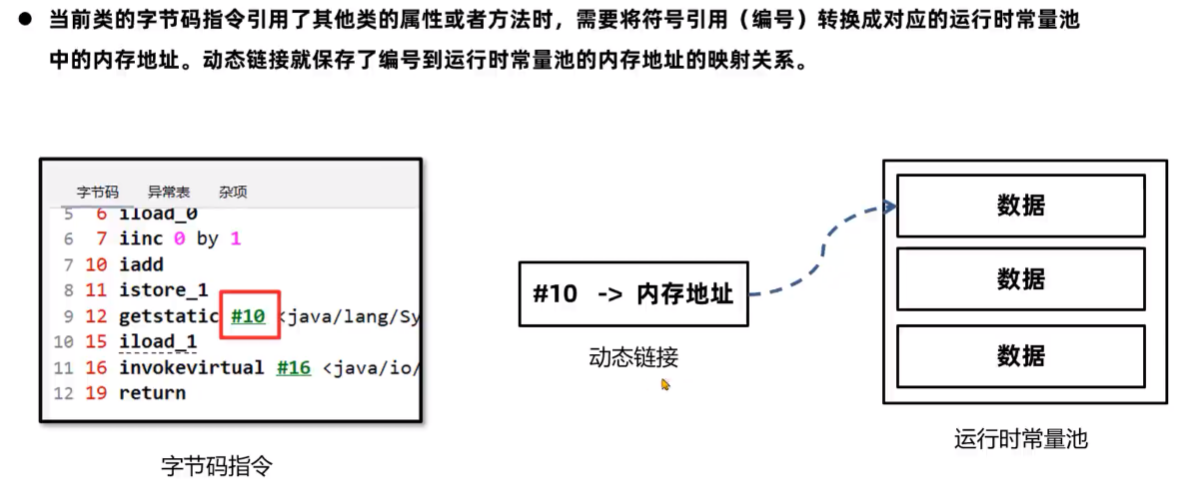 ● 当前类的字节码指令引用了其他类的属性或者方法时，需要将符号引用（编号）转换成对应的运行时常量池
中的内存地址。动态链接就保存了编号到运行时常量池的内存地址的映射关系。
字节码 异常表 杂项
5 6 iload_0
6 7 iinc 0 by 1
7 10 iadd
8 11 istore_1
9 12 getstatic #10 <java/lang/Sy
10 15 iload_1
11 16 invokevirtual #16 <java/io/
12 19 return
字节码指令
#10 -> 内存地址
动态链接
数据
数据
数据
运行时常量池